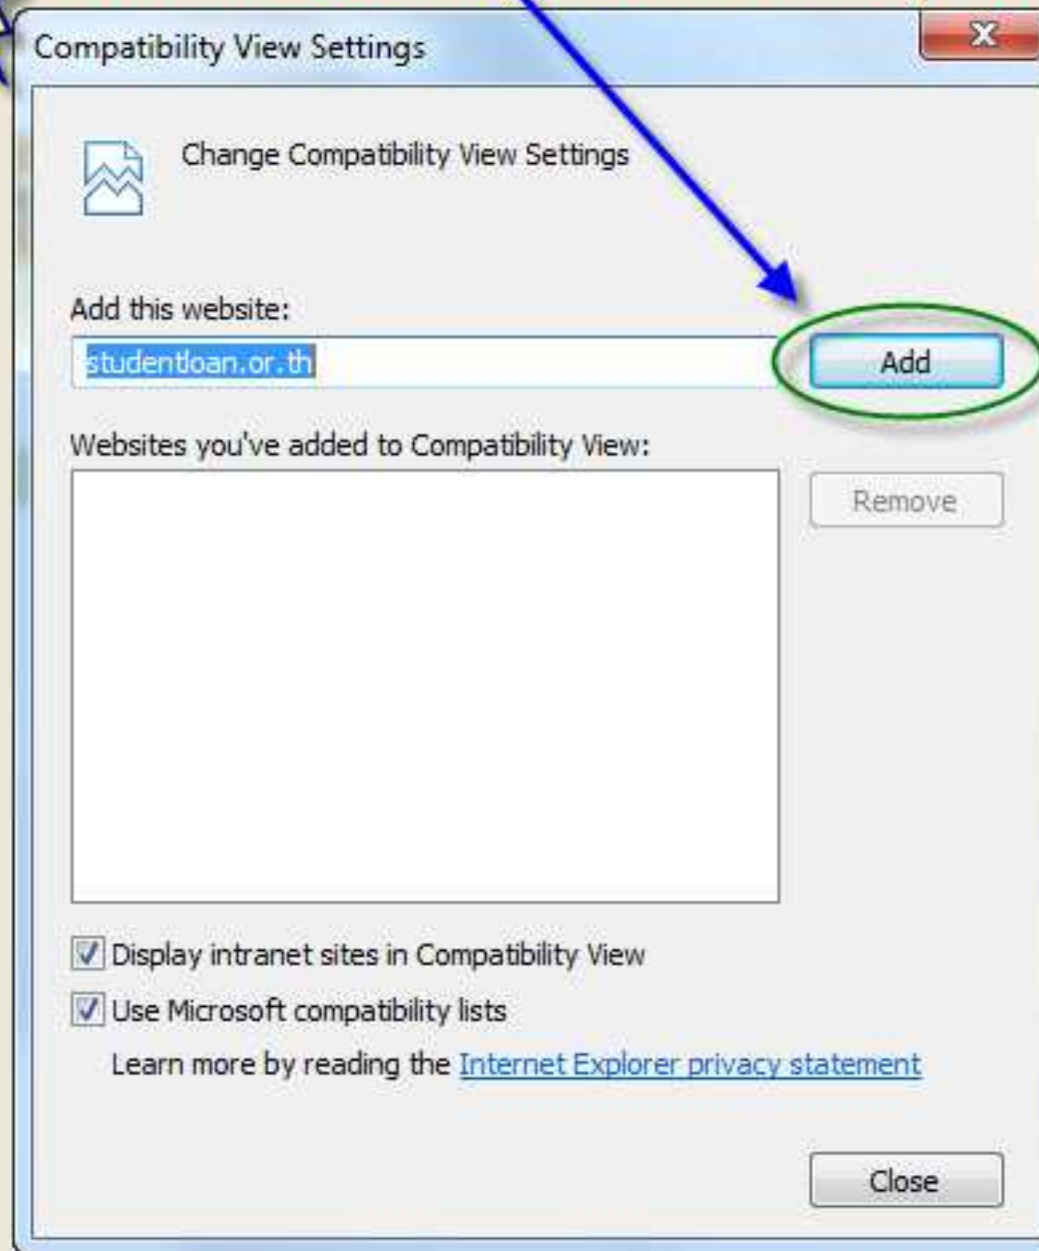 Compatibility View Settings
Change Compatibility View Settings
Add this website:
studentloan.or.th
Add
Websites you've added to Compatibility View:
Remove
Display intranet sites in Compatibility View
Use Microsoft compatibility lists
Learn more by reading the Internet Explorer privacy statement
Close